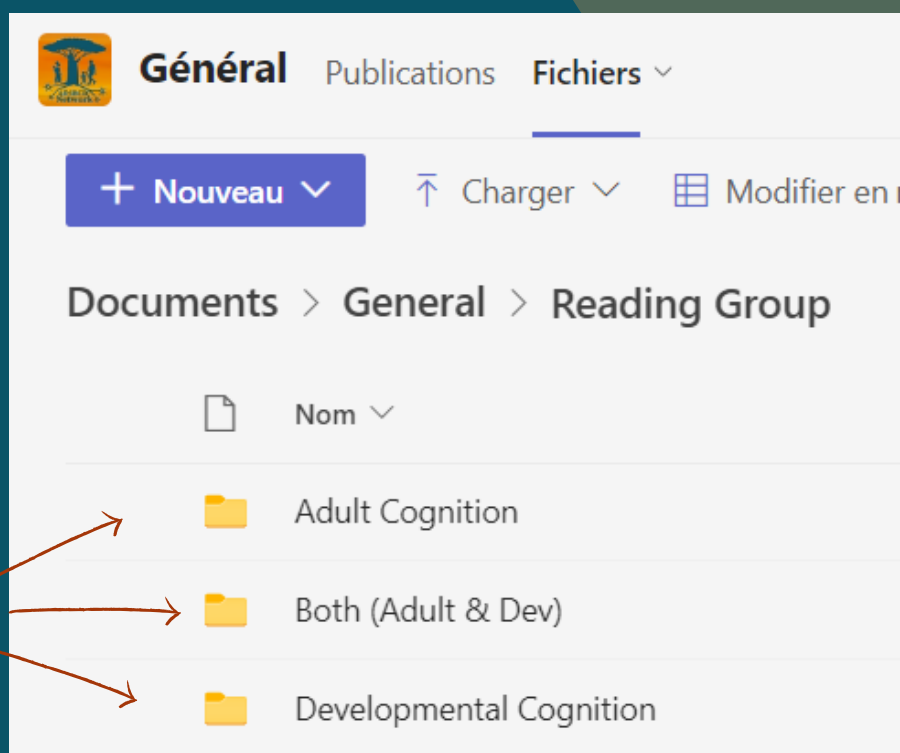 Général Publications Fichiers
+ Nouveau Charger Modifier en
Documents > General > Reading Group
Nom
Adult Cognition
Both (Adult & Dev)
Developmental Cognition